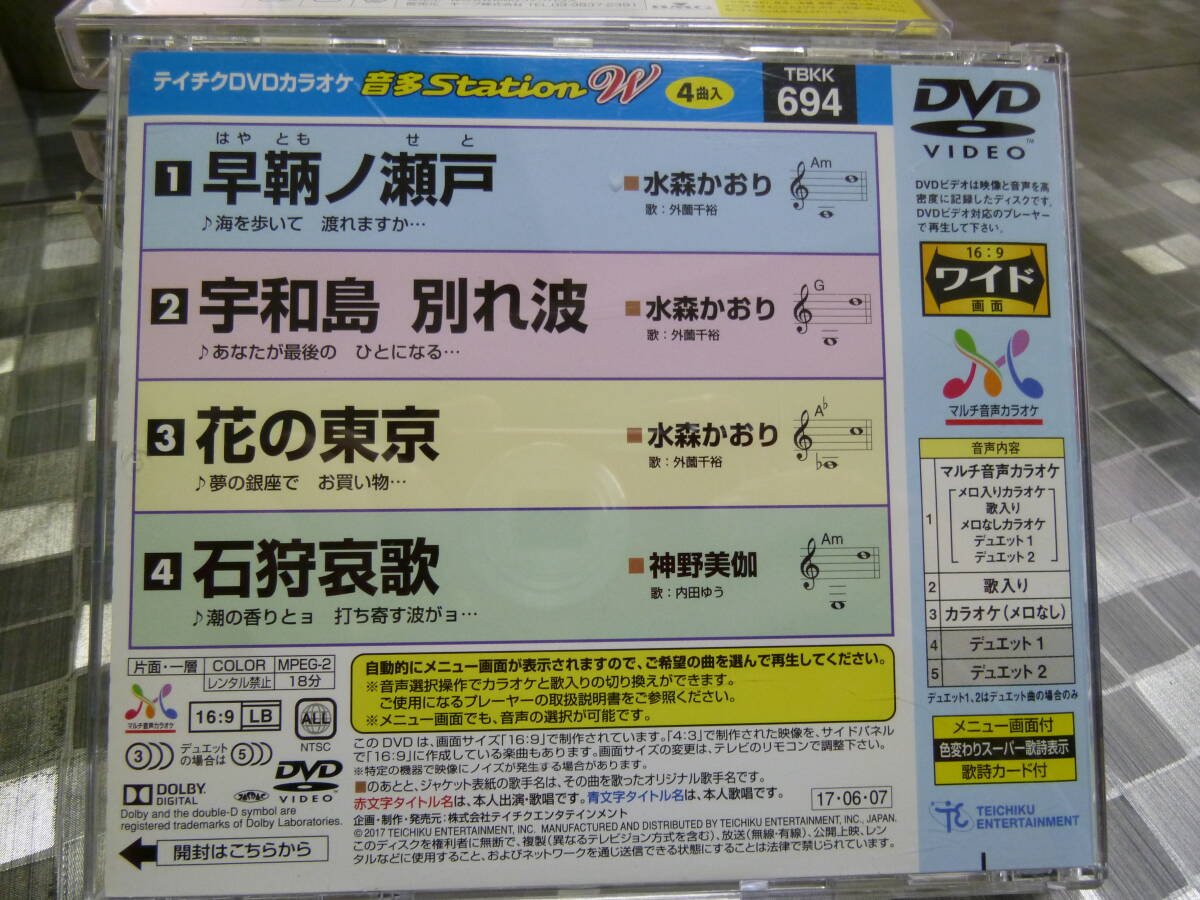 テイチクDVDカラオケ 音多Station W 4曲入
TBKK
694
はやとも せと
1 早鞆ノ瀬戸 ■水森かおり Am
歌：外薗千裕
♪海を歩いて 渡れますか…
2 宇和島 別れ波 ■水森かおり G
歌：外薗千裕
♪あなたが最後の ひとになる…
3 花の東京 ■水森かおり A♭
歌：外薗千裕
♪夢の銀座で お買い物…
4 石狩哀歌 ■神野美伽 Am
歌：内田ゆう
♪潮の香りとョ 打ち寄す波がョ…
片面・一層 COLOR MPEG-2
レンタル禁止 18分
マルチ音声カラオケ
16:9 LB
ALL
NTSC
3 デュエットの場合は 5
DOLBY
DIGITAL
DVD
VIDEO
Dolby and the double-D symbol are
registered trademarks of Dolby Laboratories.
開封はこちらから
自動的にメニュー画面が表示されますので、ご希望の曲を選んで再生してください。
※音声選択操作でカラオケと歌入りの切り換えができます。
ご使用になるプレーヤーの取扱説明書をご参照ください。
※メニュー画面でも、音声の選択が可能です。
このDVDは、画面サイズ「16:9」で制作されています。「4:3」で制作された映像を、サイドパネル
で「16:9」に作成している楽曲もあります。画面サイズの変更は、テレビのリモコンで調整下さい。
※特定の機器で映像にノイズが発生する場合があります。
■のあとと、ジャケット表紙の歌手名は、その曲を歌ったオリジナル歌手名です。
赤文字タイトル名は、本人出演・歌唱です。青文字タイトル名は、本人歌唱です。
17・06・07
企画・制作・発売元：株式会社テイチクエンタテインメント
© 2017 TEICHIKU ENTERTAINMENT, INC. MANUFACTURED AND DISTRIBUTED BY TEICHIKU ENTERTAINMENT, INC., JAPAN.
このディスクを権利者に無断で、複製（異なるテレビジョン方式を含む）、放送（無線・有線）、公開上映、レン
タルなどに使用すること、およびネットワークを通じ送信できる状態にすることは法律で禁じられています。
DVD
VIDEO
TM
DVDビデオは映像と音声を高
密度に記録したディスクです。
DVDビデオ対応のプレーヤー
で再生して下さい。
16：9
ワイド
画面
マルチ音声カラオケ
音声内容
1 マルチ音声カラオケ
メロ入りカラオケ
歌入り
メロなしカラオケ
デュエット1
デュエット2
2 歌入り
3 カラオケ（メロなし）
4 デュエット1
5 デュエット2
デュエット1、2はデュエット曲の場合のみ
メニュー画面付
色変わりスーパー歌詩表示
歌詩カード付
TEICHIKU
ENTERTAINMENT